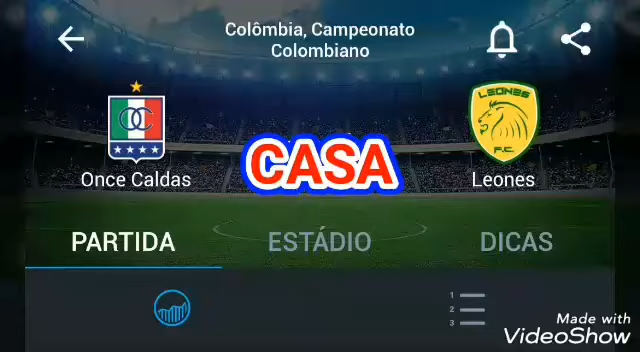 Colômbia, Campeonato
Colombiano
LEONES
F.C.
Once Caldas
CASA
Leones
PARTIDA
ESTÁDIO
DICAS
1
2
3
Made with
VideoShow